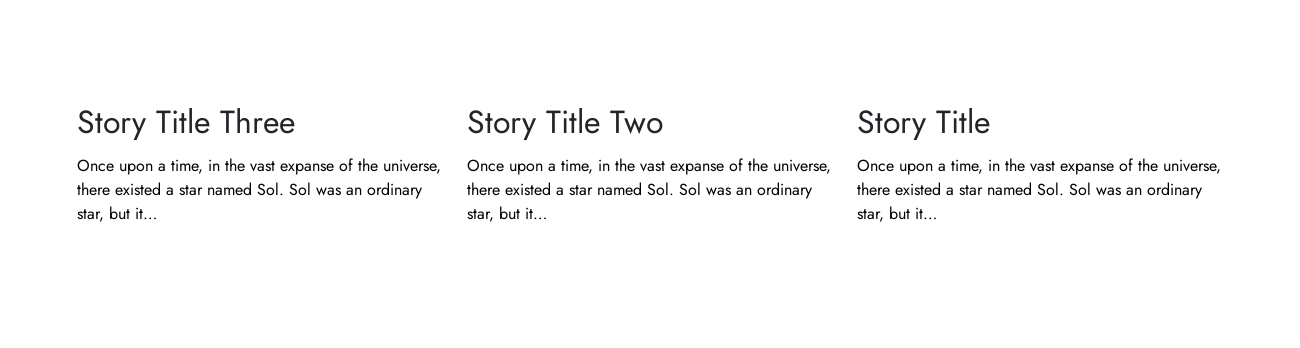 Story Title Three
Once upon a time, in the vast expanse of the universe,
there existed a star named Sol. Sol was an ordinary
star, but it...
Story Title Two
Once upon a time, in the vast expanse of the universe,
there existed a star named Sol. Sol was an ordinary
star, but it...
Story Title
Once upon a time, in the vast expanse of the universe,
there existed a star named Sol. Sol was an ordinary
star, but it...